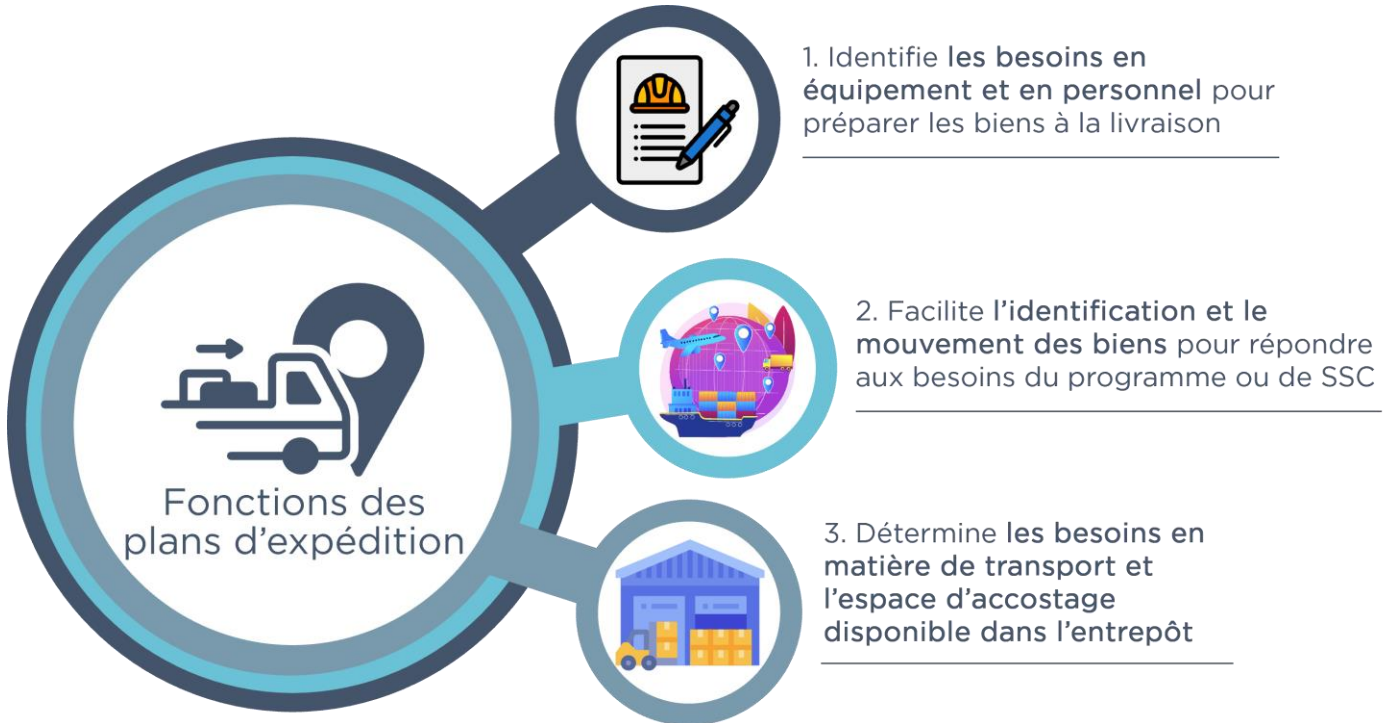 1. Identifie les besoins en
équipement et en personnel pour
préparer les biens à la livraison
2. Facilite l'identification et le
mouvement des biens pour répondre
aux besoins du programme ou de SSC
Fonctions des
plans d'expédition
3. Détermine les besoins en
matière de transport et
l'espace d'accostage
disponible dans l'entrepôt